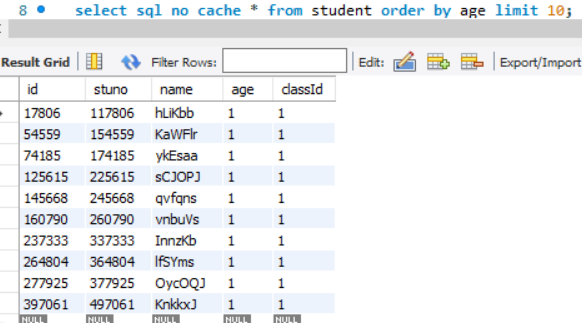 8 select sql no cache * from student order by age limit 10;
Result Grid Filter Rows: Edit: Export/Import
id stuno name age classId
17806 117806 hLiKbb 1 1
54559 154559 KaWFlr 1 1
74185 174185 ykEsaa 1 1
125615 225615 sCJOPJ 1 1
145668 245668 qvfqns 1 1
160790 260790 vnbuVs 1 1
237333 337333 InnzKb 1 1
264804 364804 lfSYms 1 1
277925 377925 OycOQJ 1 1
397061 497061 KnkkxJ 1 1
NULL NULL NULL NULL NULL